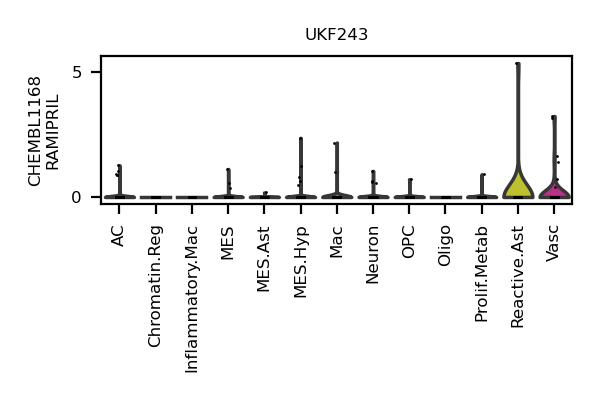 UKF243
CHEMBL1168
RAMIPRIL
5
0
AC
Chromatin.Reg
Inflammatory.Mac
MES
MES.Ast
MES.Hyp
Mac
Neuron
OPC
Oligo
Prolif.Metab
Reactive.Ast
Vasc